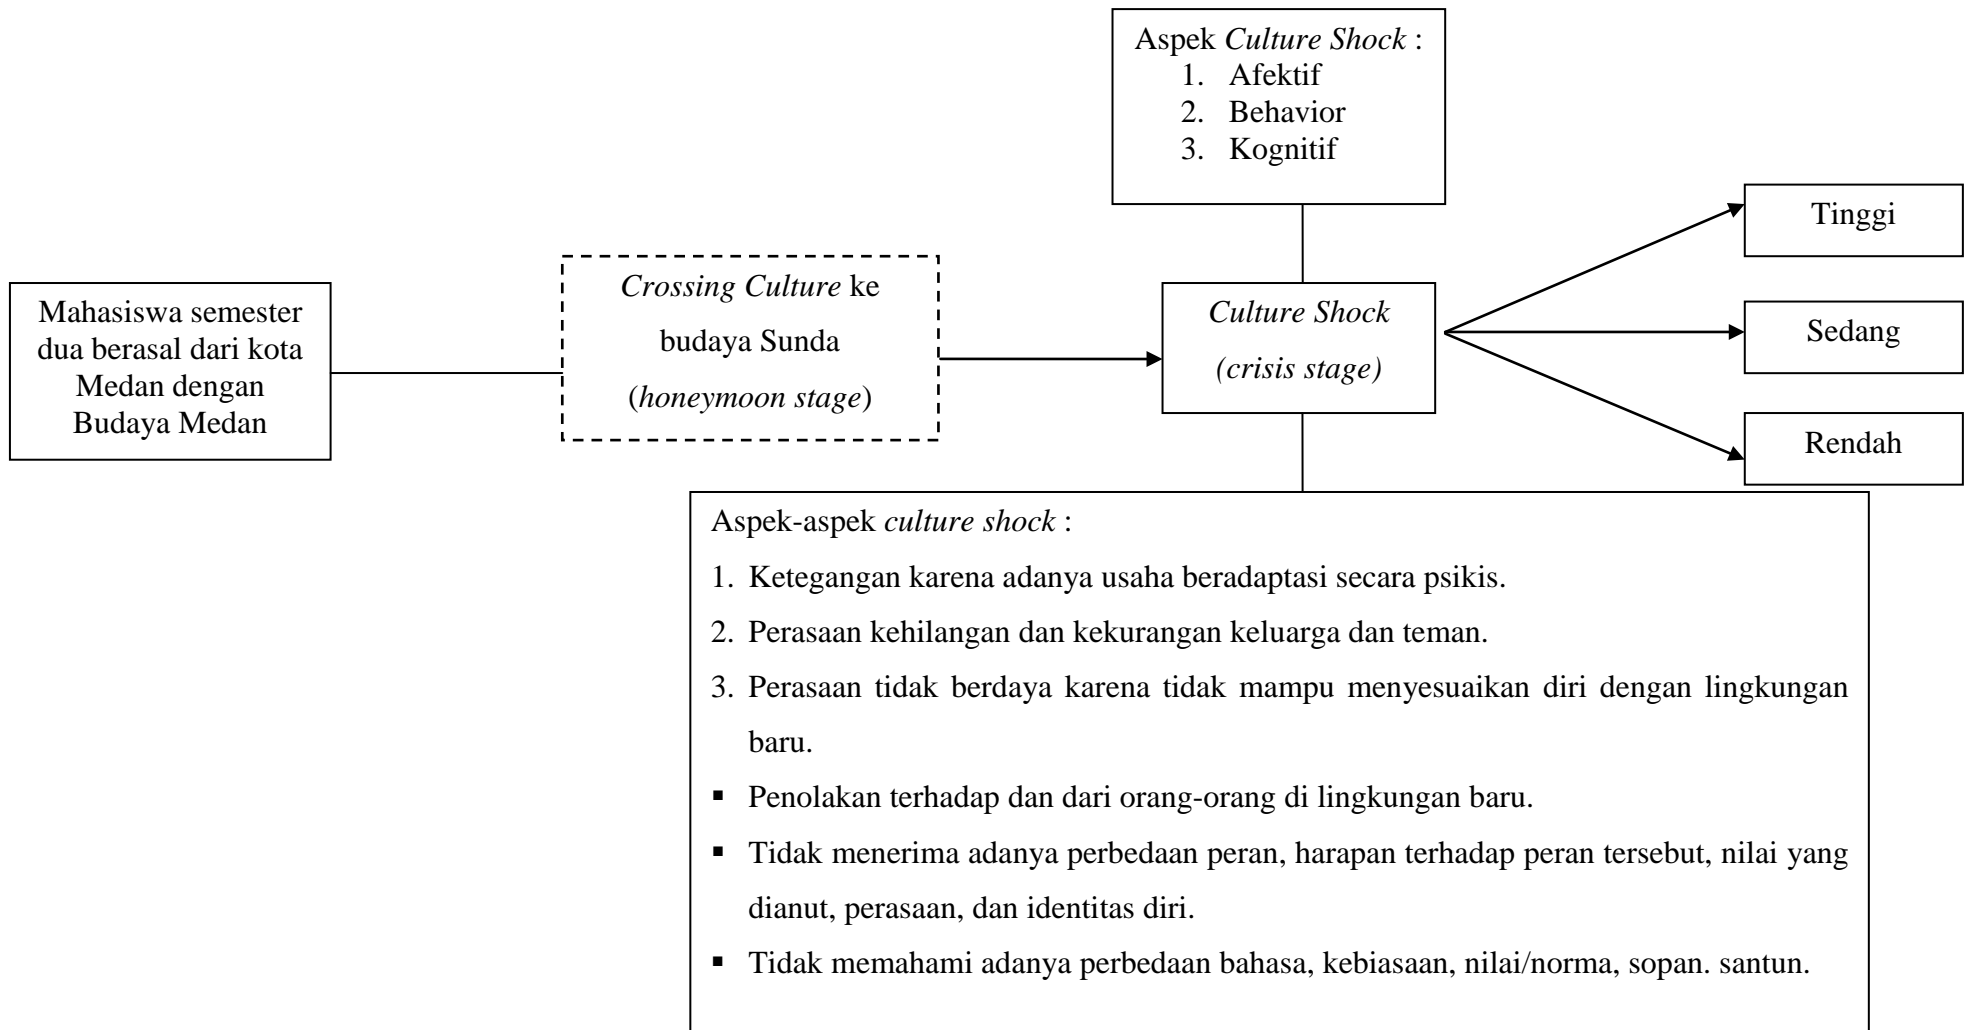 Aspek Culture Shock :
1. Afektif
2. Behavior
3. Kognitif
Mahasiswa semester
dua berasal dari kota
Medan dengan
Budaya Medan
Crossing Culture ke
budaya Sunda
(honeymoon stage)
Culture Shock
(crisis stage)
Tinggi
Sedang
Rendah
Aspek-aspek culture shock :
1. Ketegangan karena adanya usaha beradaptasi secara psikis.
2. Perasaan kehilangan dan kekurangan keluarga dan teman.
3. Perasaan tidak berdaya karena tidak mampu menyesuaikan diri dengan lingkungan
baru.
▪ Penolakan terhadap dan dari orang-orang di lingkungan baru.
▪ Tidak menerima adanya perbedaan peran, harapan terhadap peran tersebut, nilai yang
dianut, perasaan, dan identitas diri.
▪ Tidak memahami adanya perbedaan bahasa, kebiasaan, nilai/norma, sopan. santun.